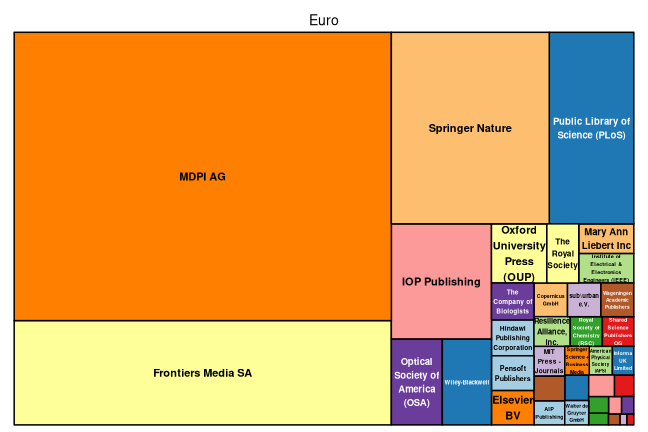 Euro
MDPI AG
Frontiers Media SA
Springer Nature
Public Library of
Science (PLoS)
IOP Publishing
Optical
Society of
America
(OSA)
Wiley-Blackwell
Oxford
University
Press
(OUP)
The
Royal
Society
Mary Ann
Liebert Inc
Institute of
Electrical &
Electronics
Engineers (IEEE)
The
Company of
Biologists
Copernicus
GmbH
sub\urban
e.V.
Wageningen
Academic
Publishers
Hindawi
Publishing
Corporation
Resilience
Alliance,
Inc.
Royal
Society of
Chemistry
(RSC)
Shared
Science
Publishers
OG
Pensoft
Publishers
MIT
Press -
Journals
Springer
Science +
Business
Media
American
Physical
Society
(APS)
Informa
UK
Limited
Elsevier
BV
AIP
Publishing
Walter de
Gruyter
GmbH